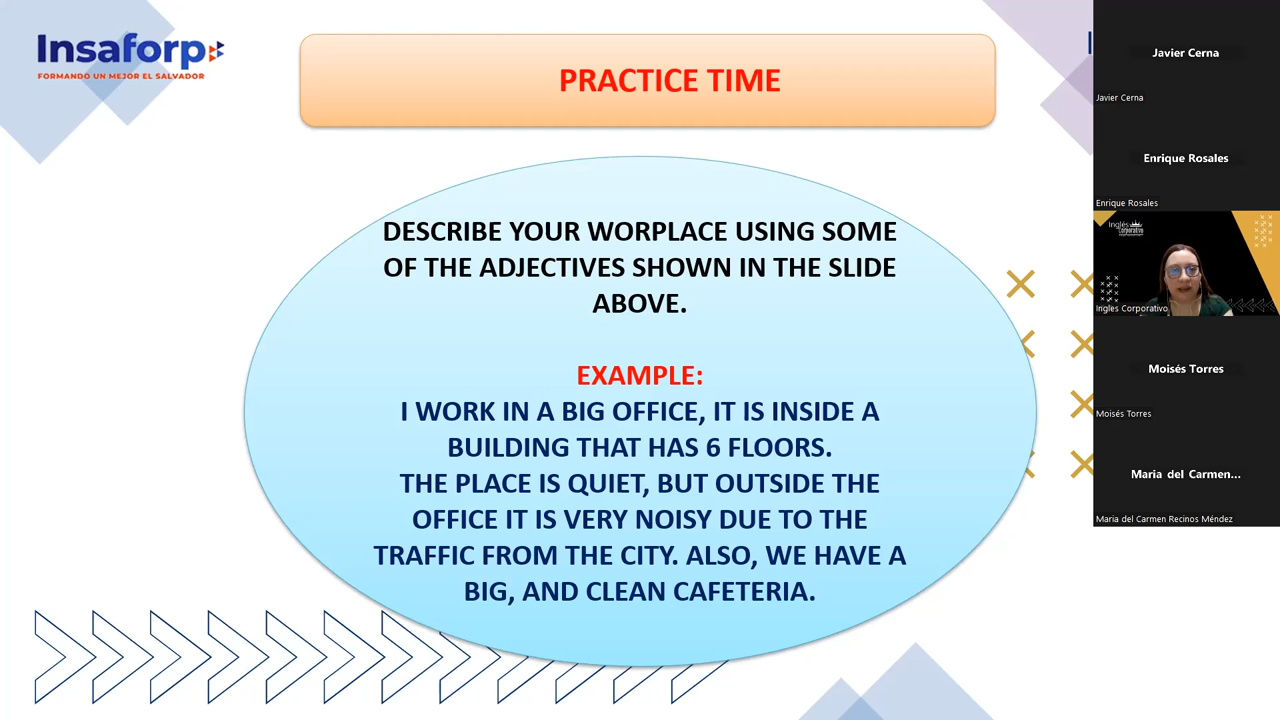 Insaforp
FORMANDO UN MEJOR EL SALVADOR
PRACTICE TIME
DESCRIBE YOUR WORPLACE USING SOME
OF THE ADJECTIVES SHOWN IN THE SLIDE
ABOVE.
EXAMPLE:
I WORK IN A BIG OFFICE, IT IS INSIDE A
BUILDING THAT HAS 6 FLOORS.
THE PLACE IS QUIET, BUT OUTSIDE THE
OFFICE IT IS VERY NOISY DUE TO THE
TRAFFIC FROM THE CITY. ALSO, WE HAVE A
BIG, AND CLEAN CAFETERIA.
Javier Cerna
Javier Cerna
Enrique Rosales
Enrique Rosales
Inglés
Corporativo
Ingles Corporativo
Moisés Torres
Moisés Torres
Maria del Carmen...
Maria del Carmen Recinos Méndez